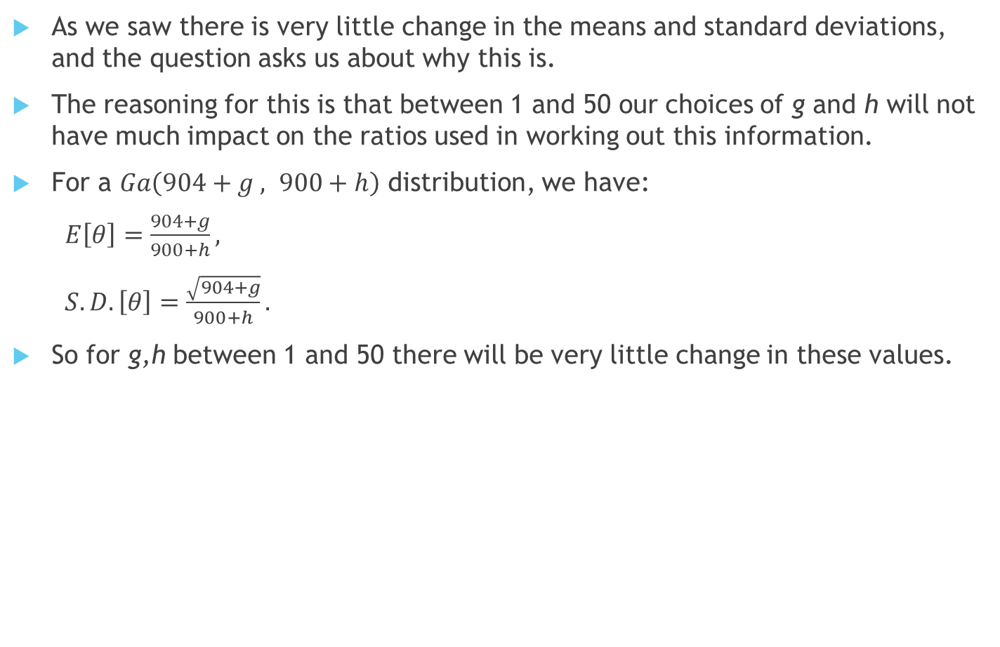 As we saw there is very little change in the means and standard deviations,
and the question asks us about why this is.
The reasoning for this is that between 1 and 50 our choices of g and h will not
have much impact on the ratios used in working out this information.
For a Ga(904 + g , 900 + h) distribution, we have:
E[θ] = \frac{904+g}{900+h},
S.D.[θ] = \frac{\sqrt{904+g}}{900+h}.
So for g,h between 1 and 50 there will be very little change in these values.